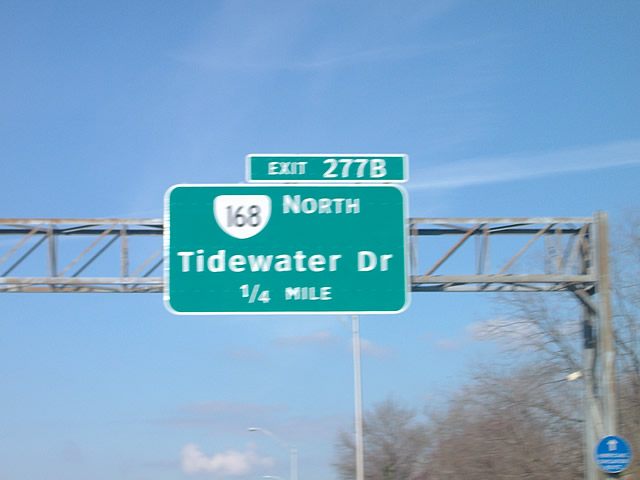 EXIT 277B
168 NORTH
Tidewater Dr
1/4 MILE